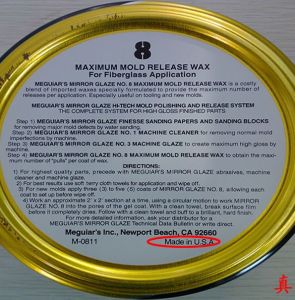 8
MAXIMUM MOLD RELEASE WAX
For Fiberglass Application
MEGUIAR'S MIRROR GLAZE NO. 8 MAXIMUM MOLD RELEASE WAX is a costly
blend of imported waxes specially formulated to provide the maximum number of
releases per application. Especially useful on tooling and new molds.
MEGUIAR'S MIRROR GLAZE HI-TECH MOLD POLISHING AND RELEASE SYSTEM
THE COMPLETE SYSTEM FOR HIGH GLOSS FINISHED PARTS:
Step 1) MEGUIAR'S MIRROR GLAZE FINESSE SANDING PAPERS AND SANDING BLOCKS
for removing major mold defects by water sanding.
Step 2) MEGUIAR'S MIRROR GLAZE NO. 1 MACHINE CLEANER for removing normal mold
imperfections by machine.
Step 3) MEGUIAR'S MIRROR GLAZE NO. 3 MACHINE GLAZE to create maximum high gloss by
machine.
Step 4) MEGUIAR'S MIRROR GLAZE NO. 8 MAXIMUM MOLD RELEASE WAX to obtain the maxi-
mum number of "pulls" per coat of wax.
DIRECTIONS:
1) For highest quality parts, precede with MEGUIAR'S MIRROR GLAZE abrasives, machine
cleaner and machine glaze.
2) For best results use soft terry cloth towels for application and wipe off.
3) For new molds apply three (3) to five (5) coats of MIRROR GLAZE NO. 8, allowing each
coat to set up before wipe off.
4) Work an approximate 2' x 2' section at a time, using a circular motion to work MIRROR
GLAZE NO. 8 into the pores of the gel coat. With a clean towel, break surface film
before it completely dries. Follow with a clean towel and buff to a brilliant, hard finish.
For more detailed information, ask your distributor for a
MEGUIAR'S MIRROR GLAZE Technical Data Bulletin or write direct.
Meguiar's Inc., Newport Beach, CA 92660
M-0811 Made in U.S.A
真